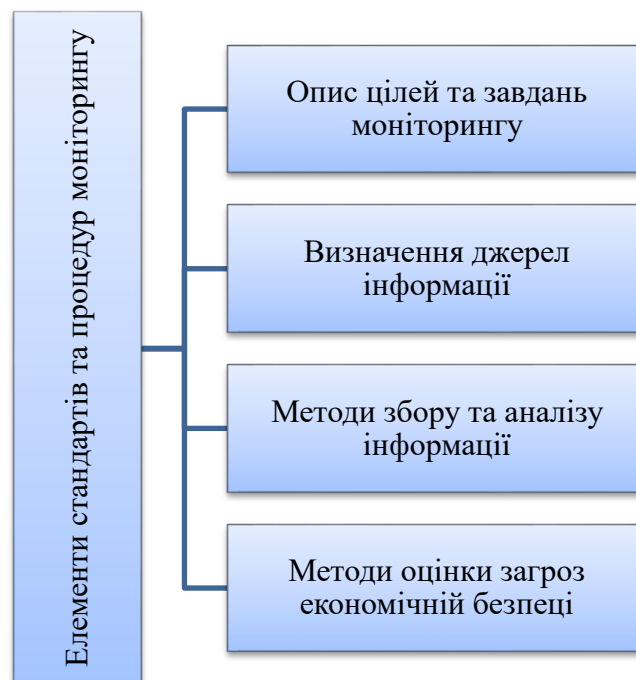 Елементи стандартів та процедур моніторингу
Опис цілей та завдань
моніторингу
Визначення джерел
інформації
Методи збору та аналізу
інформації
Методи оцінки загроз
економічній безпеці